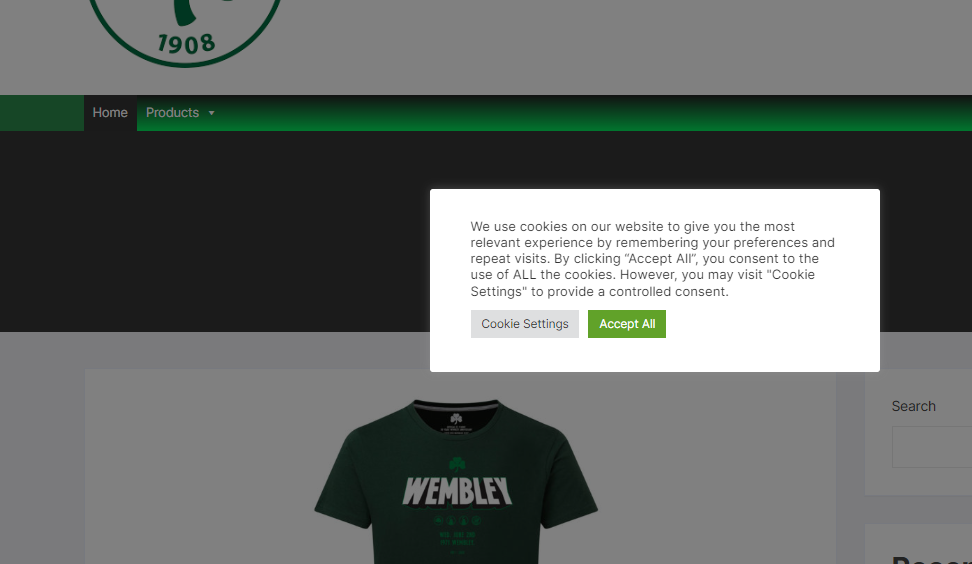 1908
Home Products
We use cookies on our website to give you the most
relevant experience by remembering your preferences and
repeat visits. By clicking “Accept All”, you consent to the
use of ALL the cookies. However, you may visit "Cookie
Settings" to provide a controlled consent.
Cookie Settings Accept All
Search
WEMBLEY